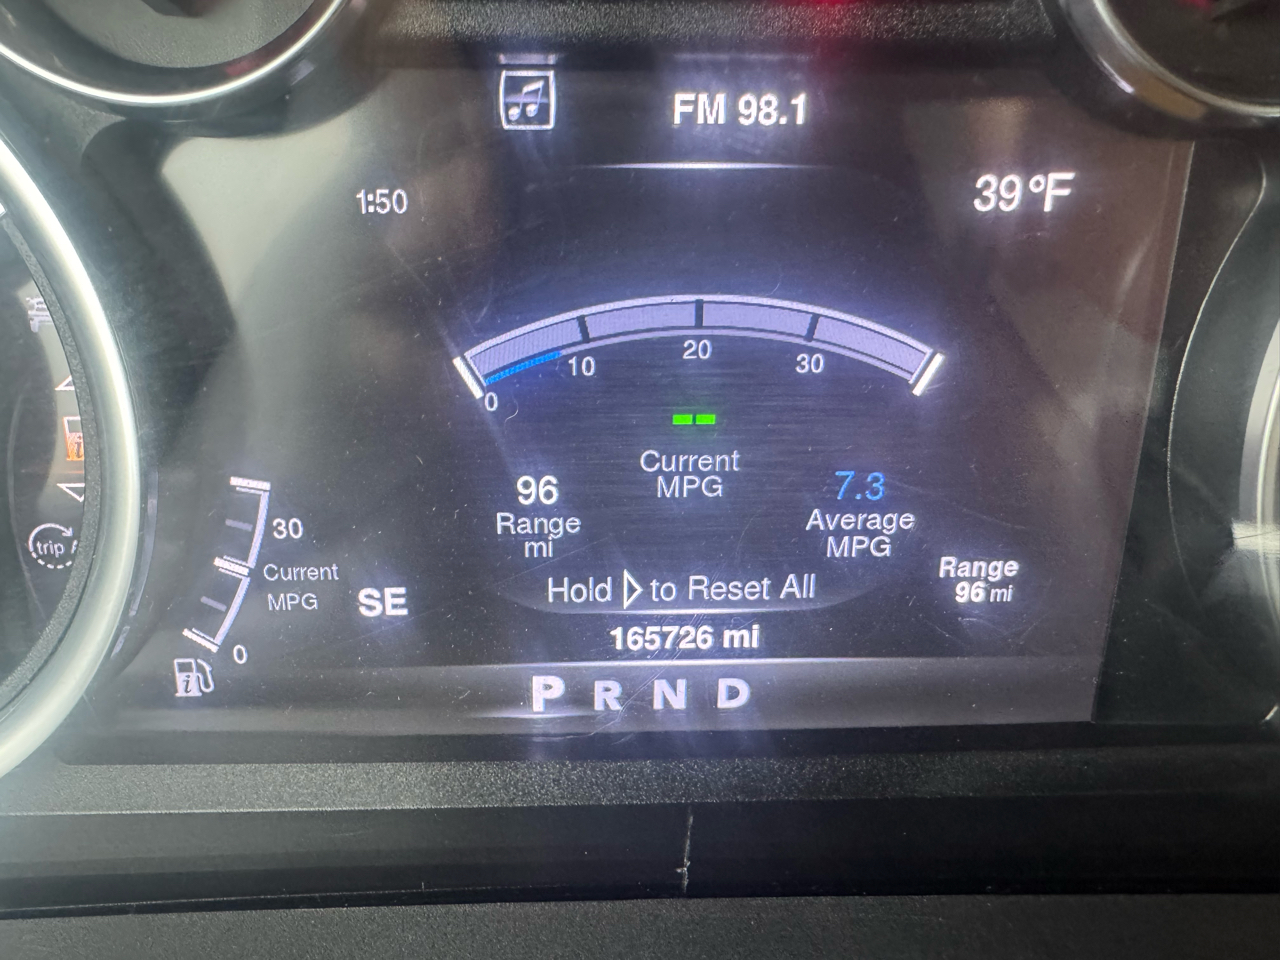 FM 98.1
1:50
39°F
10
20
30
0
--
Current
MPG
96
Range
mi
7.3
Average
MPG
30
Current
MPG
0
SE
Hold ▷ to Reset All
Range
96 mi
165726 mi
P R N D
trip